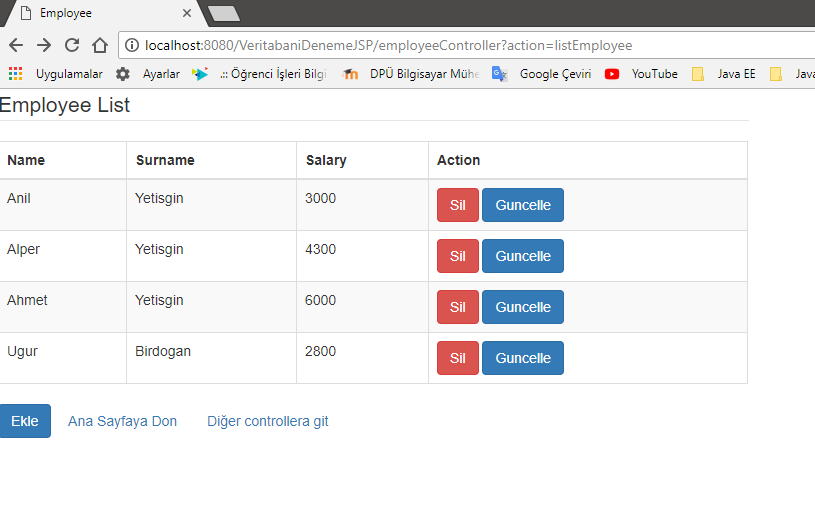 Employee
localhost:8080/VeritabaniDenemeJSP/employeeController?action=listEmployee
Uygulamalar Ayarlar .:: Öğrenci İşleri Bilgi DPÜ Bilgisayar Mühe Google Çeviri YouTube Java EE Java
Employee List
Name Surname Salary Action
Anil Yetisgin 3000 Sil Guncelle
Alper Yetisgin 4300 Sil Guncelle
Ahmet Yetisgin 6000 Sil Guncelle
Ugur Birdogan 2800 Sil Guncelle
Ekle Ana Sayfaya Don Diğer controllera git